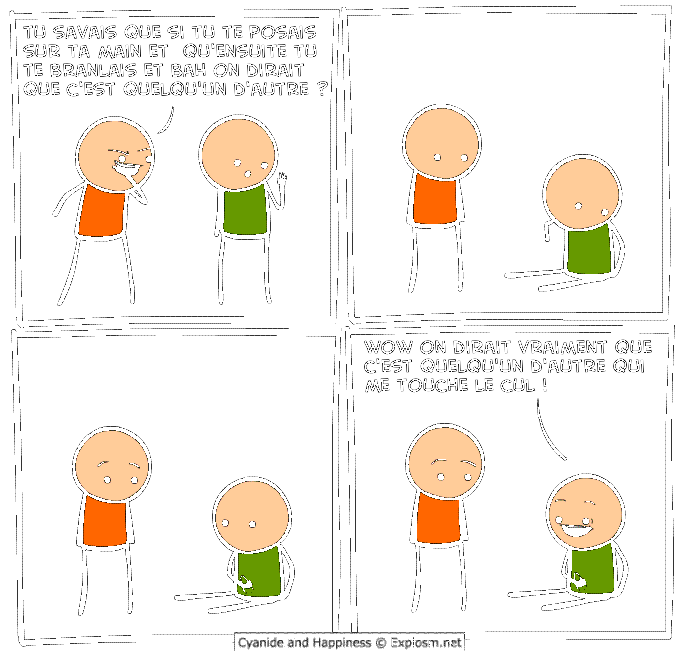 TU SAVAIS QUE SI TU TE POSAIS
SUR TA MAIN ET QU'ENSUITE TU
TE BRANLAIS ET BAH ON DIRAIT
QUE C'EST QUELQU'UN D'AUTRE ?
WOW ON DIRAIT VRAIMENT QUE
C'EST QUELQU'UN D'AUTRE QUI
ME TOUCHE LE CUL !
Cyanide and Happiness © Explosm.net